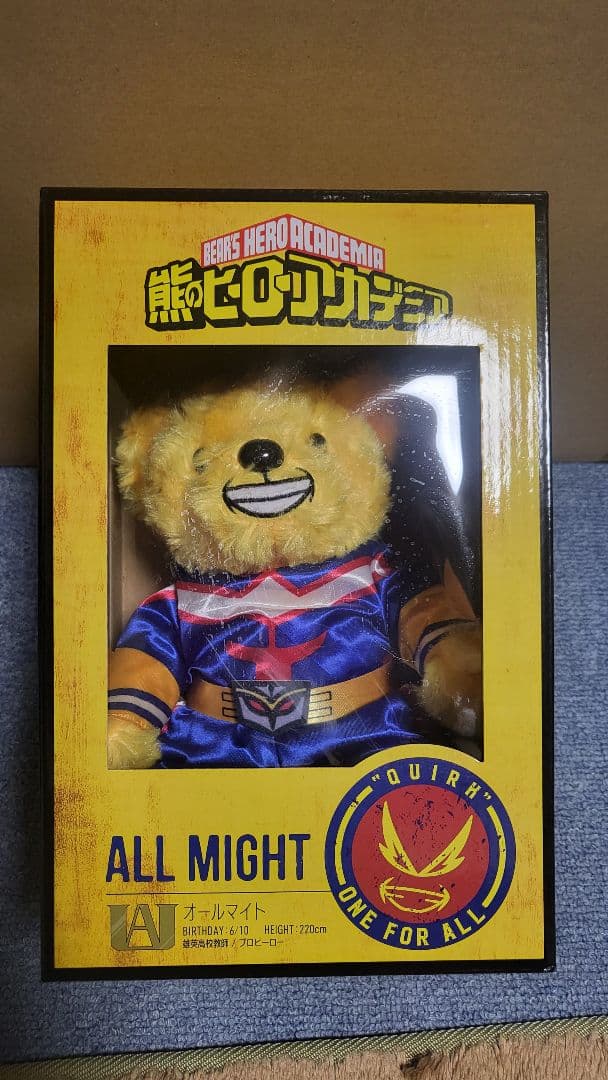 BEAR'S HERO ACADEMIA
熊のヒーローアカデミア
"QUIRK"
ONE FOR ALL
ALL MIGHT
UA
オールマイト
BIRTHDAY:6/10 HEIGHT:220cm
雄英高校教師 / プロヒーロー